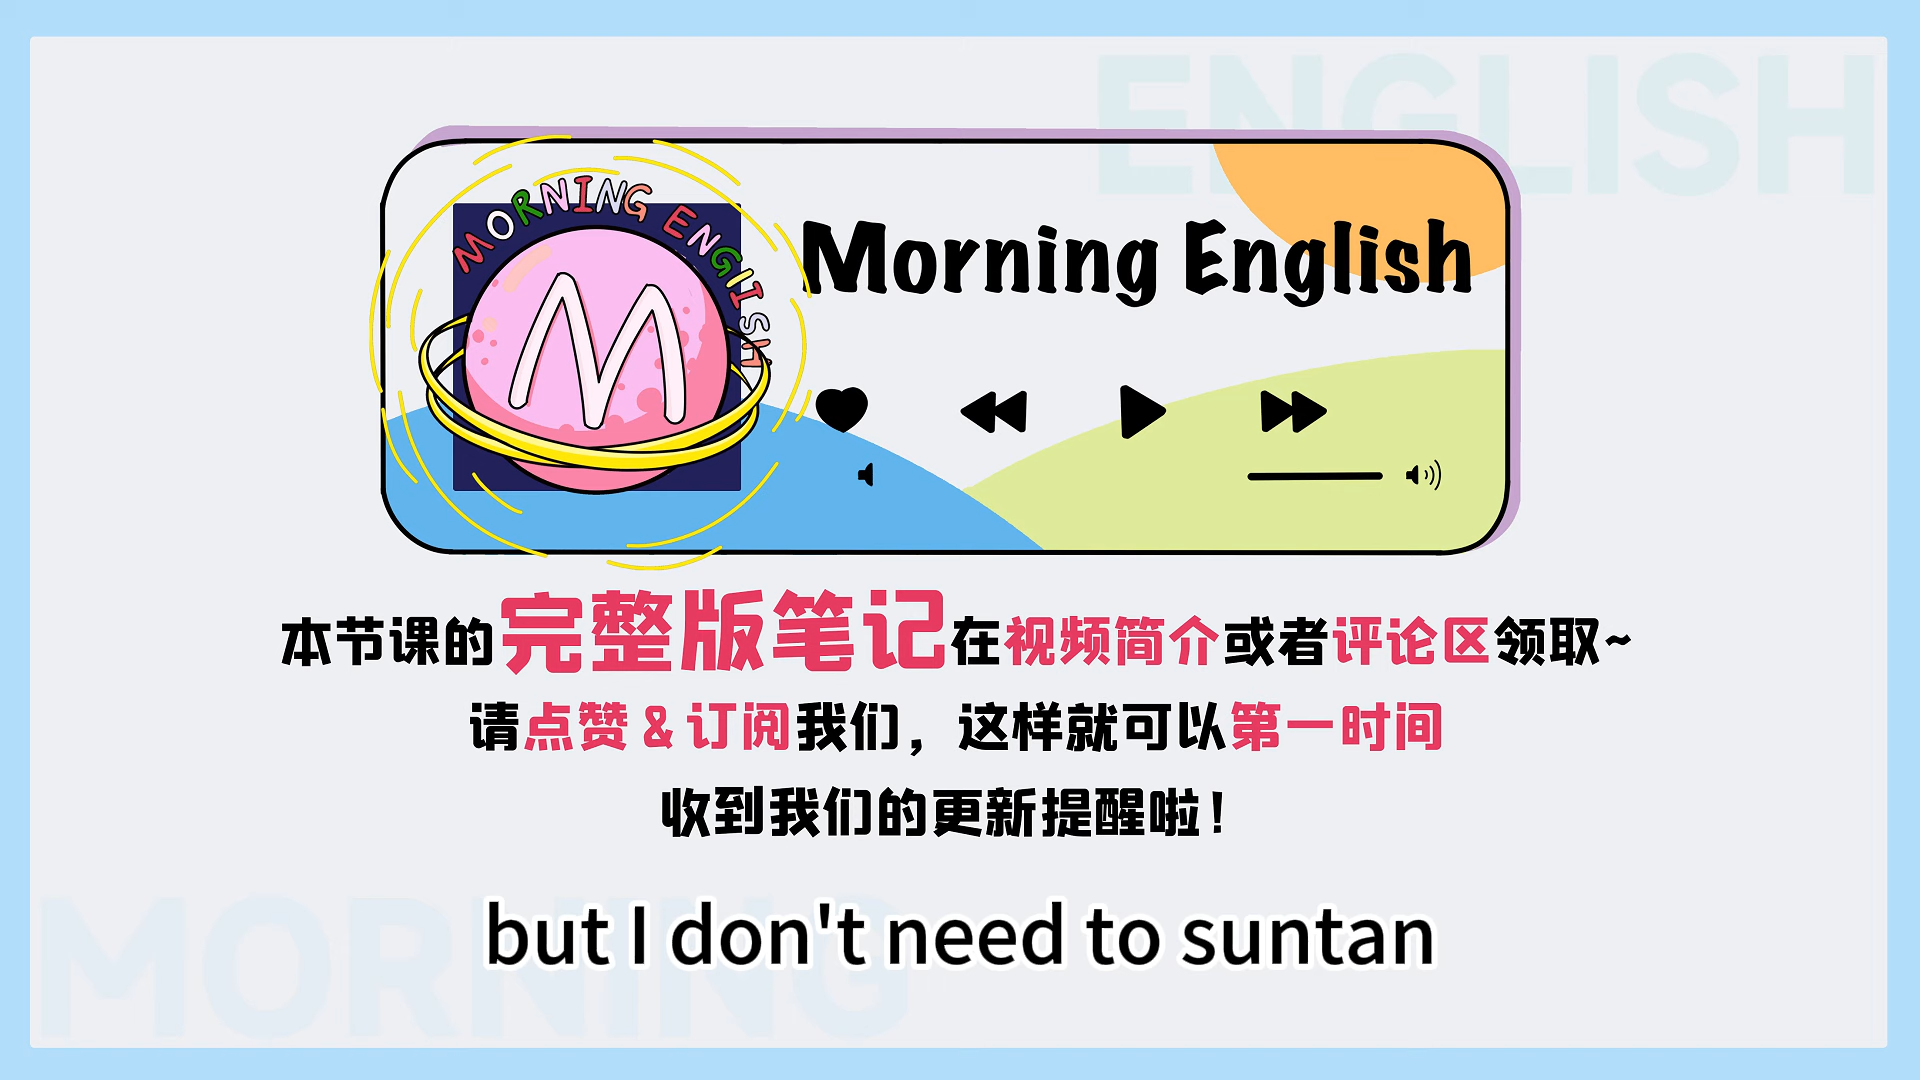 ENGLISH
MORNING ENGLISH
M
Morning English
本节课的完整版笔记在视频简介或者评论区领取~
请点赞&订阅我们，这样就可以第一时间
收到我们的更新提醒啦！
MORNING
but I don't need to suntan